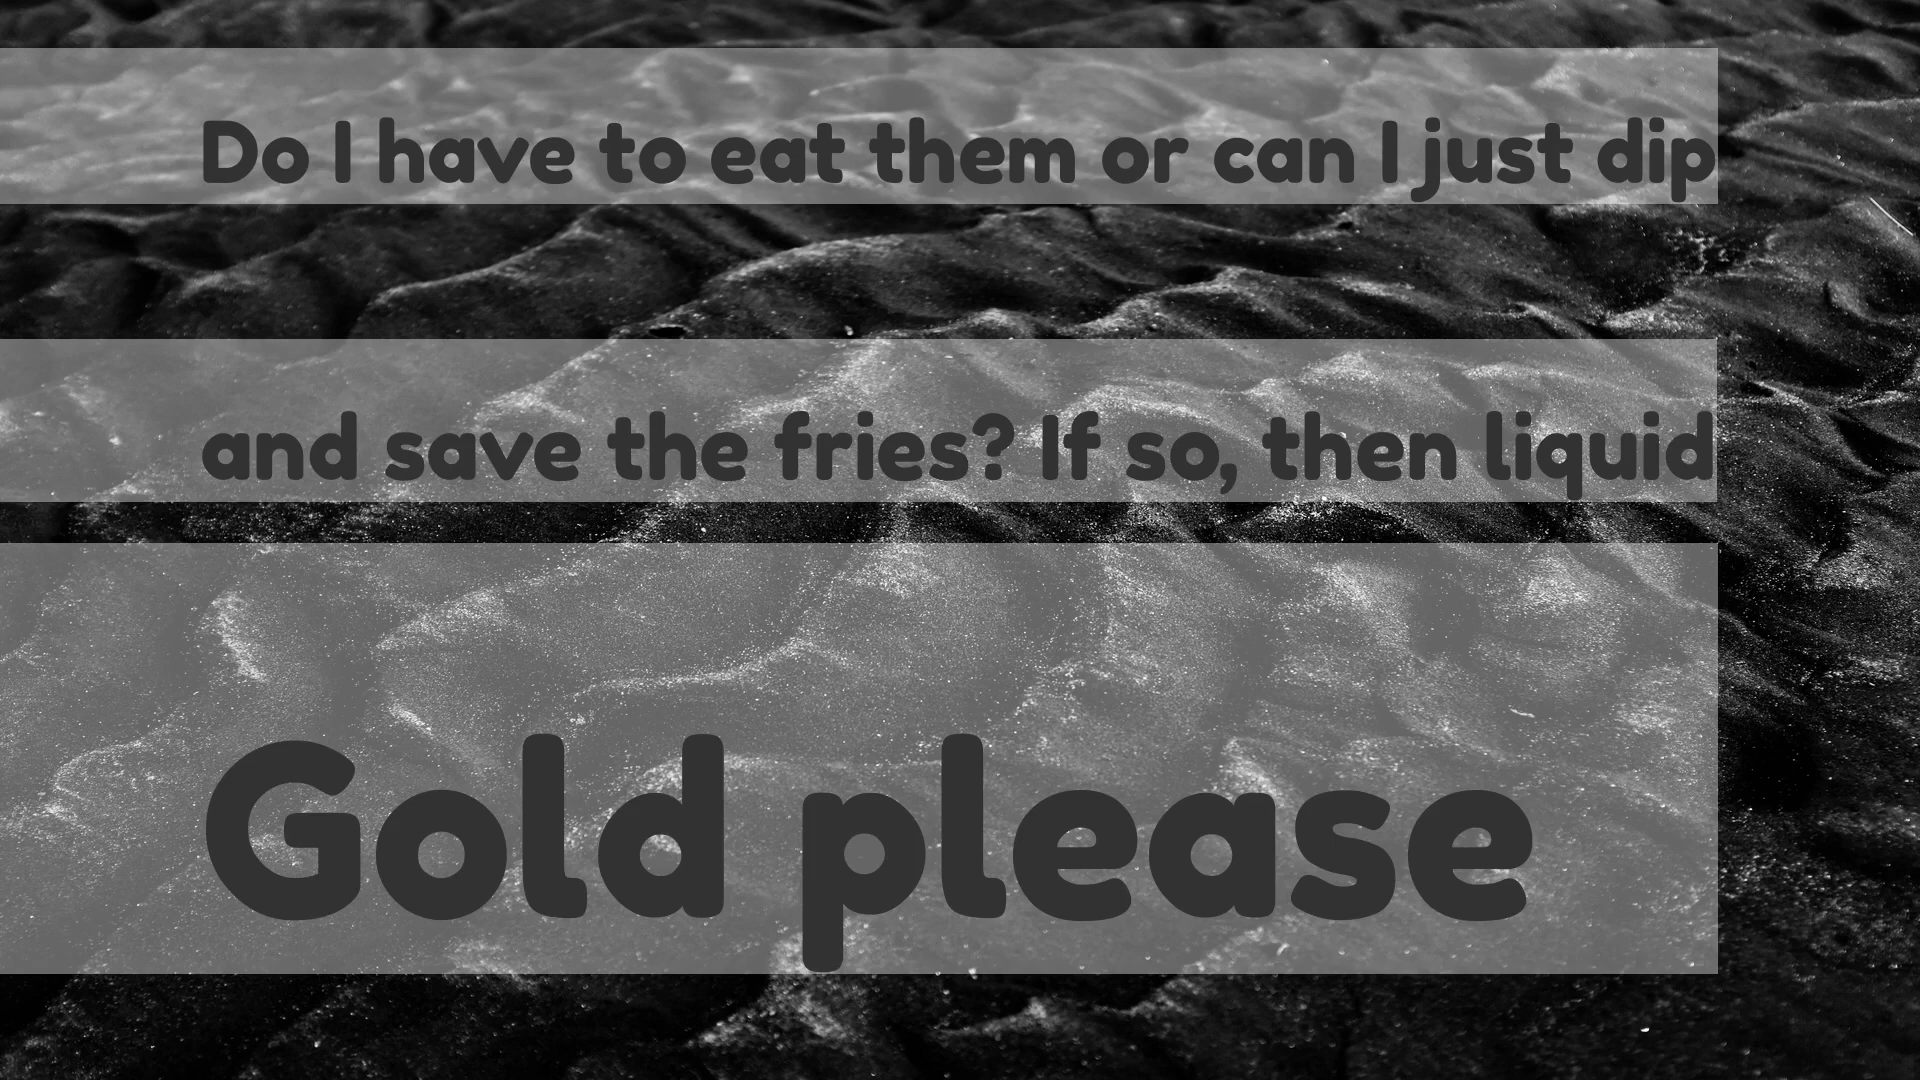 Do I have to eat them or can I just dip
and save the fries? If so, then liquid
Gold please